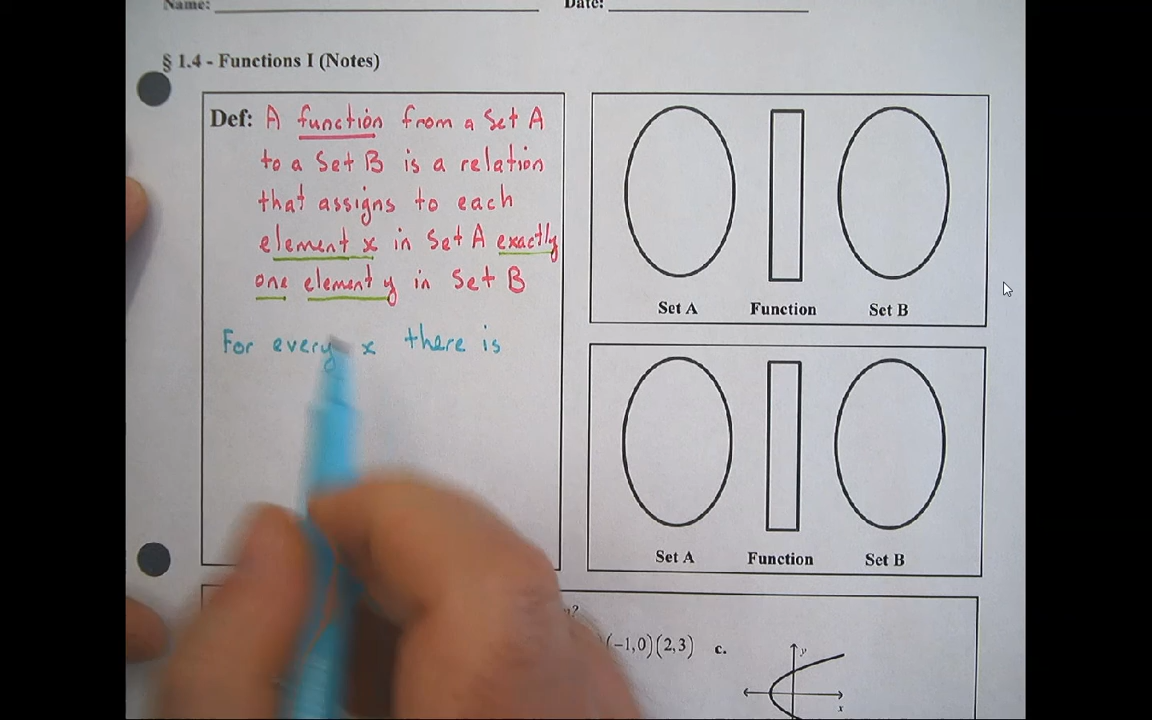 Name:
Date:
§ 1.4 - Functions I (Notes)
Def: A function from a Set A
to a Set B is a relation
that assigns to each
element x in Set A exactly
one element y in Set B
For every x there is
Set A Function Set B
Set A Function Set B
(-1,0)(2,3) c.
y
x